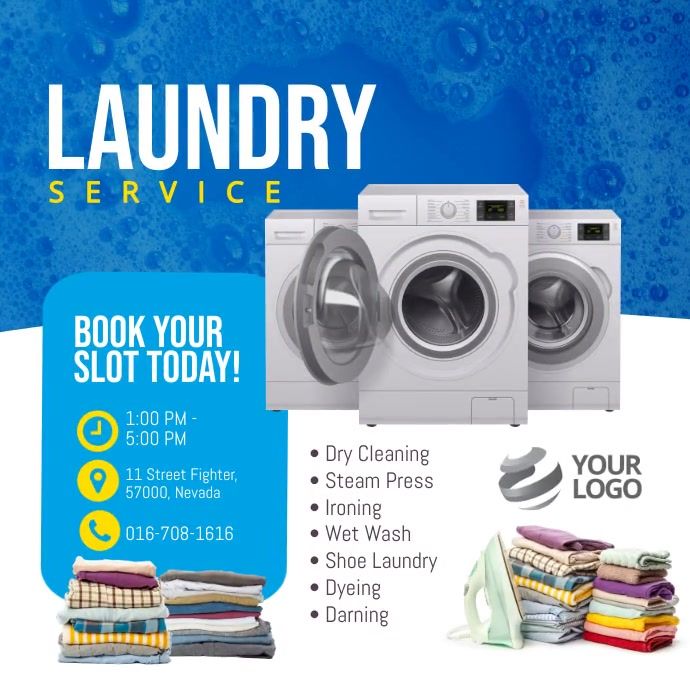 LAUNDRY
SERVICE
BOOK YOUR
SLOT TODAY!
1:00 PM -
5:00 PM
11 Street Fighter,
57000, Nevada
016-708-1616
• Dry Cleaning
• Steam Press
• Ironing
• Wet Wash
• Shoe Laundry
• Dyeing
• Darning
YOUR
LOGO